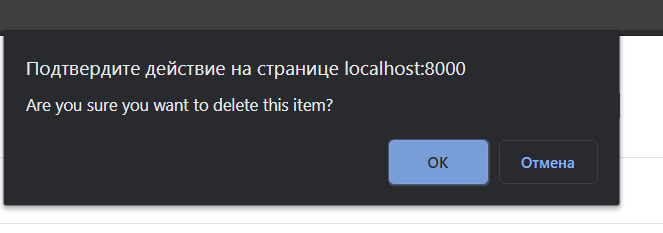 Подтвердите действие на странице localhost:8000
Are you sure you want to delete this item?
OK
Отмена